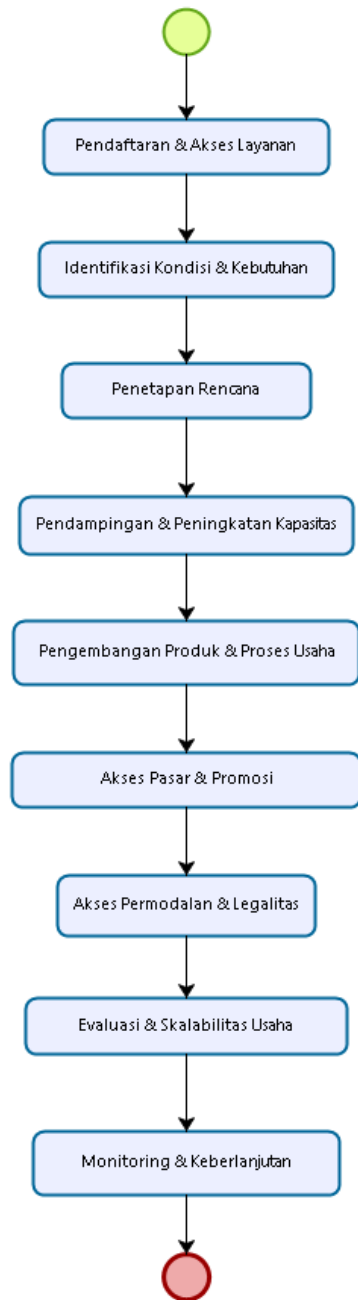 Pendaftaran & Akses Layanan
Identifikasi Kondisi & Kebutuhan
Penetapan Rencana
Pendampingan & Peningkatan Kapasitas
Pengembangan Produk & Proses Usaha
Akses Pasar & Promosi
Akses Permodalan & Legalitas
Evaluasi & Skalabilitas Usaha
Monitoring & Keberlanjutan